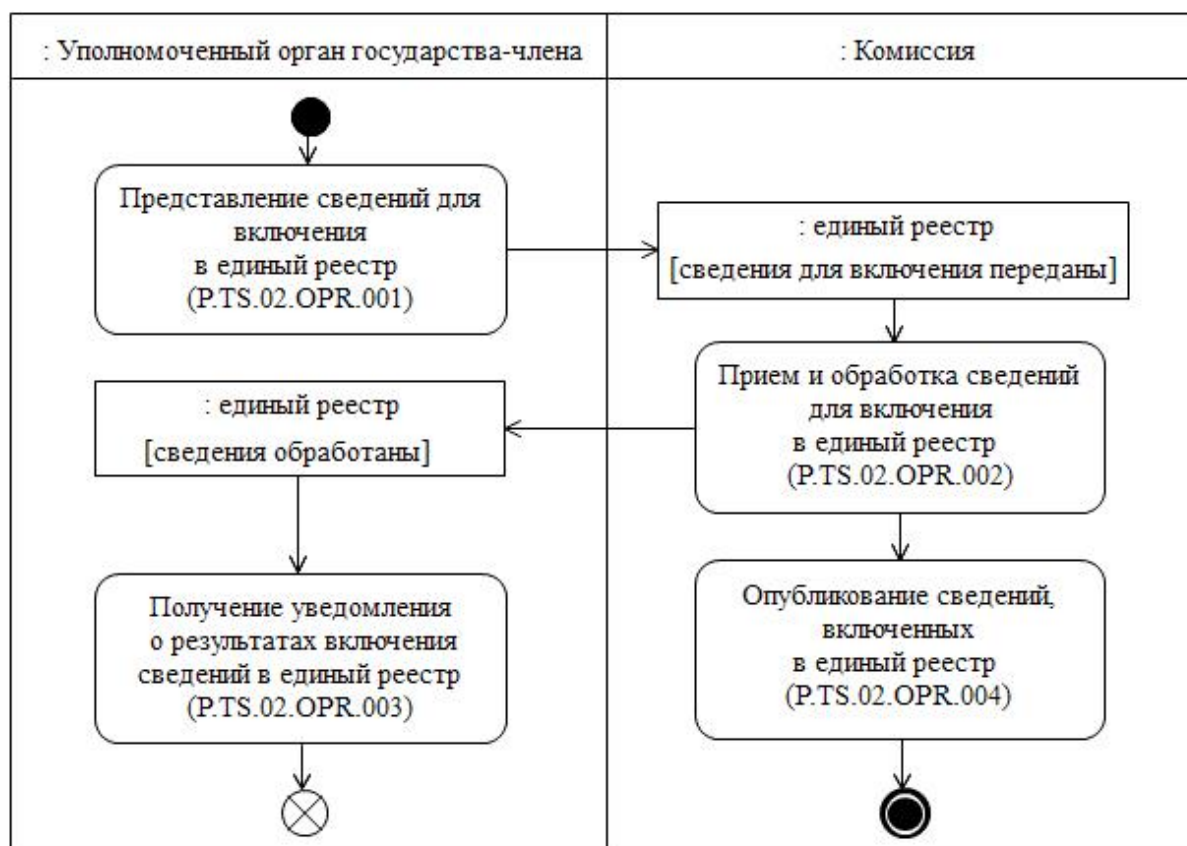 : Уполномоченный орган государства-члена
: Комиссия
Представление сведений для
включения
в единый реестр
(P.TS.02.OPR.001)
: единый реестр
[сведения для включения переданы]
Прием и обработка сведений
для включения
в единый реестр
(P.TS.02.OPR.002)
: единый реестр
[сведения обработаны]
Получение уведомления
о результатах включения
сведений в единый реестр
(P.TS.02.OPR.003)
Опубликование сведений,
включенных
в единый реестр
(P.TS.02.OPR.004)